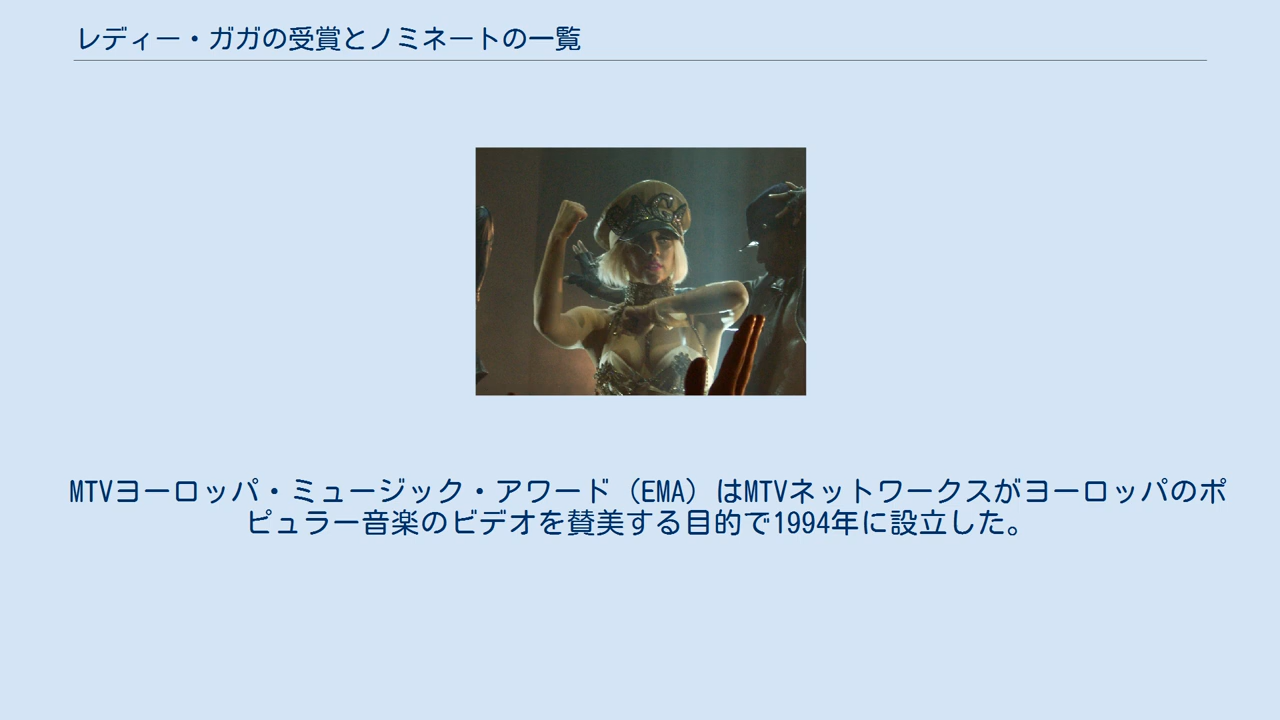 レディー・ガガの受賞とノミネートの一覧
MTVヨーロッパ・ミュージック・アワード（EMA）はMTVネットワークスがヨーロッパのポ
ピュラー音楽のビデオを賛美する目的で1994年に設立した。